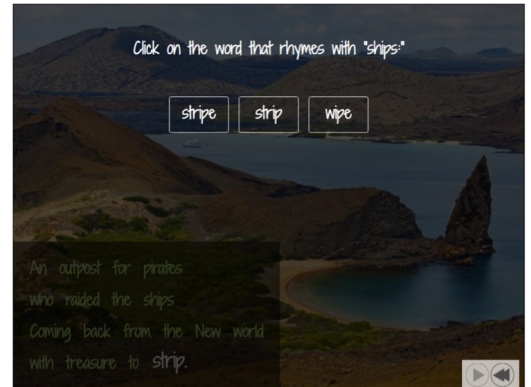 Click on the word that rhymes with "ships:"
stripe strip wipe
An outpost for pirates
who raided the ships
Coming back from the New world
with treasure to strip.